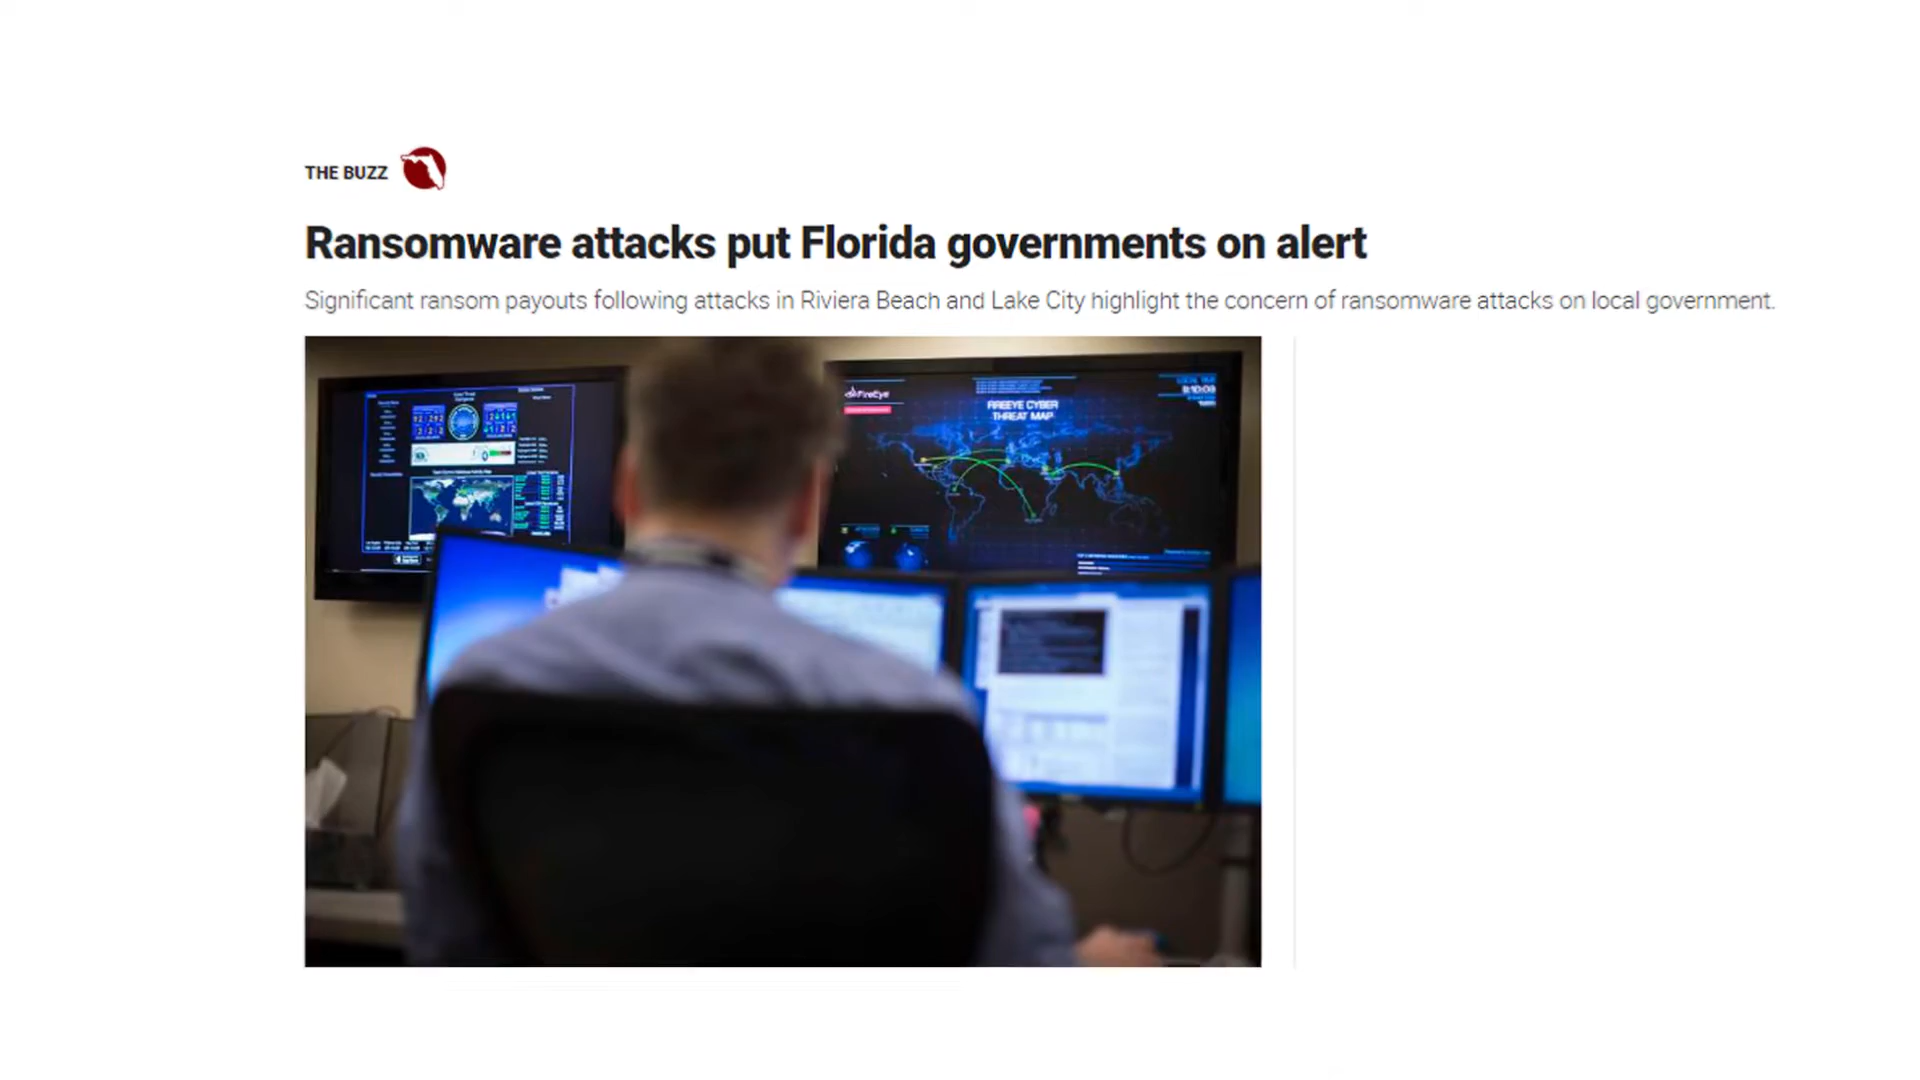 THE BUZZ
Ransomware attacks put Florida governments on alert
Significant ransom payouts following attacks in Riviera Beach and Lake City highlight the concern of ransomware attacks on local government.
FireEye
FIREEYE CYBER
THREAT MAP